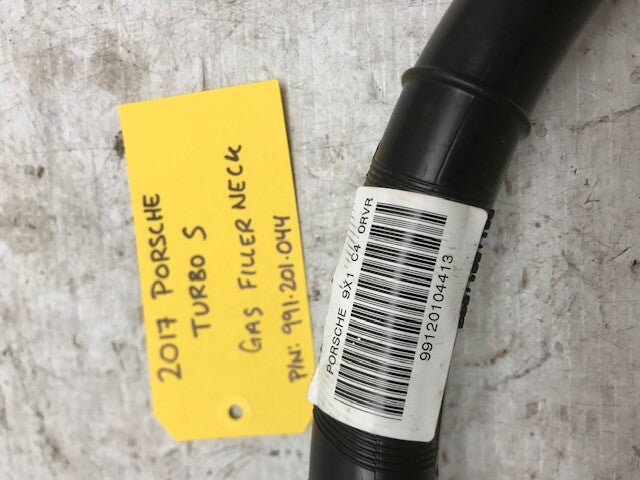 2017 PORSCHE
TURBO S
GAS FILLER NECK
P/N: 991.201.044
PORSCHE 9X1 C4 ORVR
99120104413